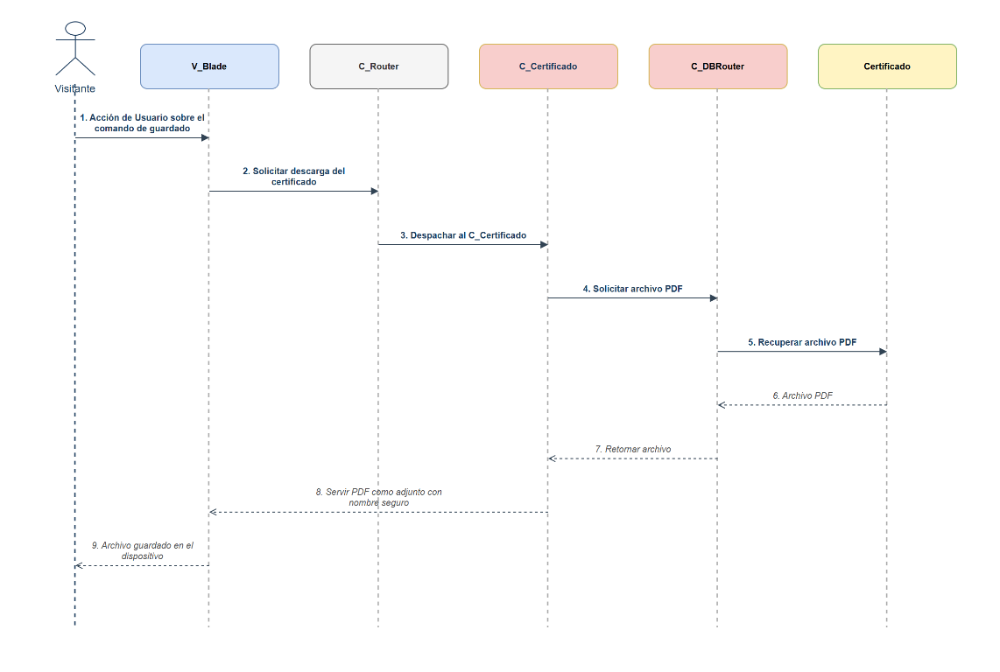 Visitante
V_Blade
C_Router
C_Certificado
C_DBRouter
Certificado
1. Acción de Usuario sobre el
comando de guardado
2. Solicitar descarga del
certificado
3. Despachar al C_Certificado
4. Solicitar archivo PDF
5. Recuperar archivo PDF
6. Archivo PDF
7. Retornar archivo
8. Servir PDF como adjunto con
nombre seguro
9. Archivo guardado en el
dispositivo